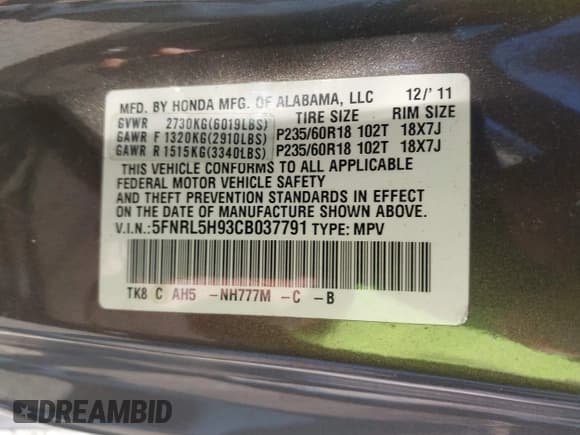 MFD. BY HONDA MFG. OF ALABAMA, LLC 12/'11
GVWR 2730KG(6019LBS) TIRE SIZE RIM SIZE
GAWR F 1320KG(2910LBS) P235/60R18 102T 18X7J
GAWR R 1515KG(3340LBS) P235/60R18 102T 18X7J
THIS VEHICLE CONFORMS TO ALL APPLICABLE
FEDERAL MOTOR VEHICLE SAFETY
AND THEFT PREVENTION STANDARDS IN EFFECT
ON THE DATE OF MANUFACTURE SHOWN ABOVE.
V.I.N.: 5FNRL5H93CB037791 TYPE: MPV
TK8 C AH5 -NH777M -C -B
DREAMBID